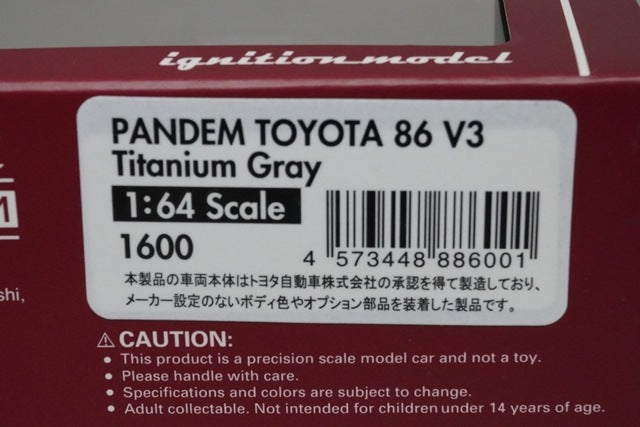 ignition model
PANDEM TOYOTA 86 V3
Titanium Gray
1:64 Scale
1600
4 573448 886001
本製品の車両本体はトヨタ自動車株式会社の承認を得て製造しており、
メーカー設定のないボディ色やオプション部品を装着した製品です。
shi,
⚠CAUTION:
● This product is a precision scale model car and not a toy.
● Please handle with care.
● Specifications and colors are subject to change.
● Adult collectable. Not intended for children under 14 years of age.